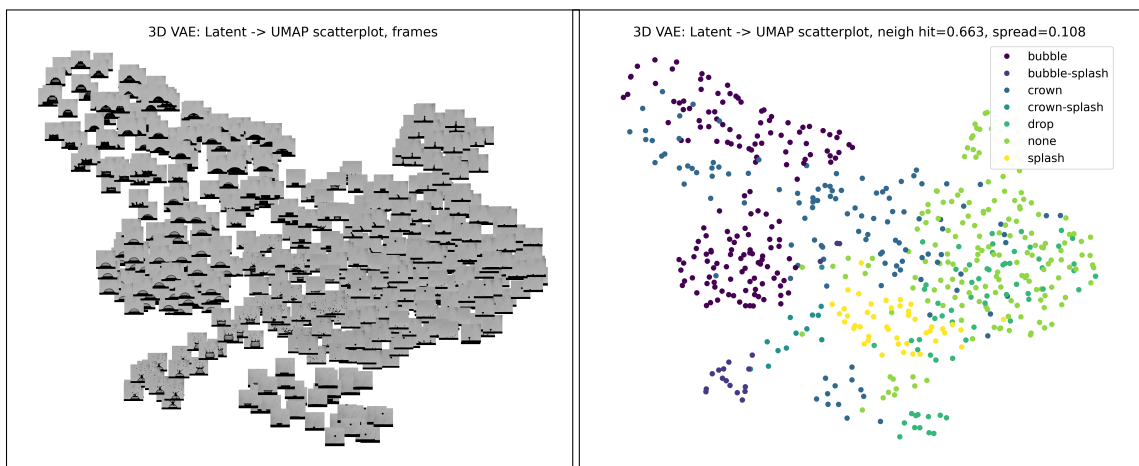 3D VAE: Latent -> UMAP scatterplot, frames
3D VAE: Latent -> UMAP scatterplot, neigh hit=0.663, spread=0.108
bubble
bubble-splash
crown
crown-splash
drop
none
splash